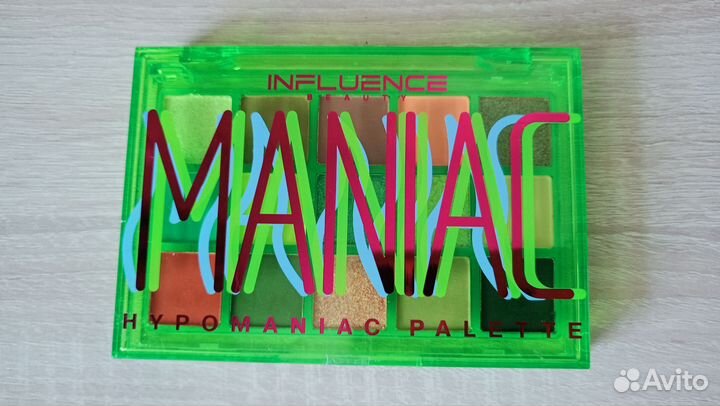 INFLUENCE
BEAUTY
MANIAC
HYPOMANIAC PALETTE
Avito